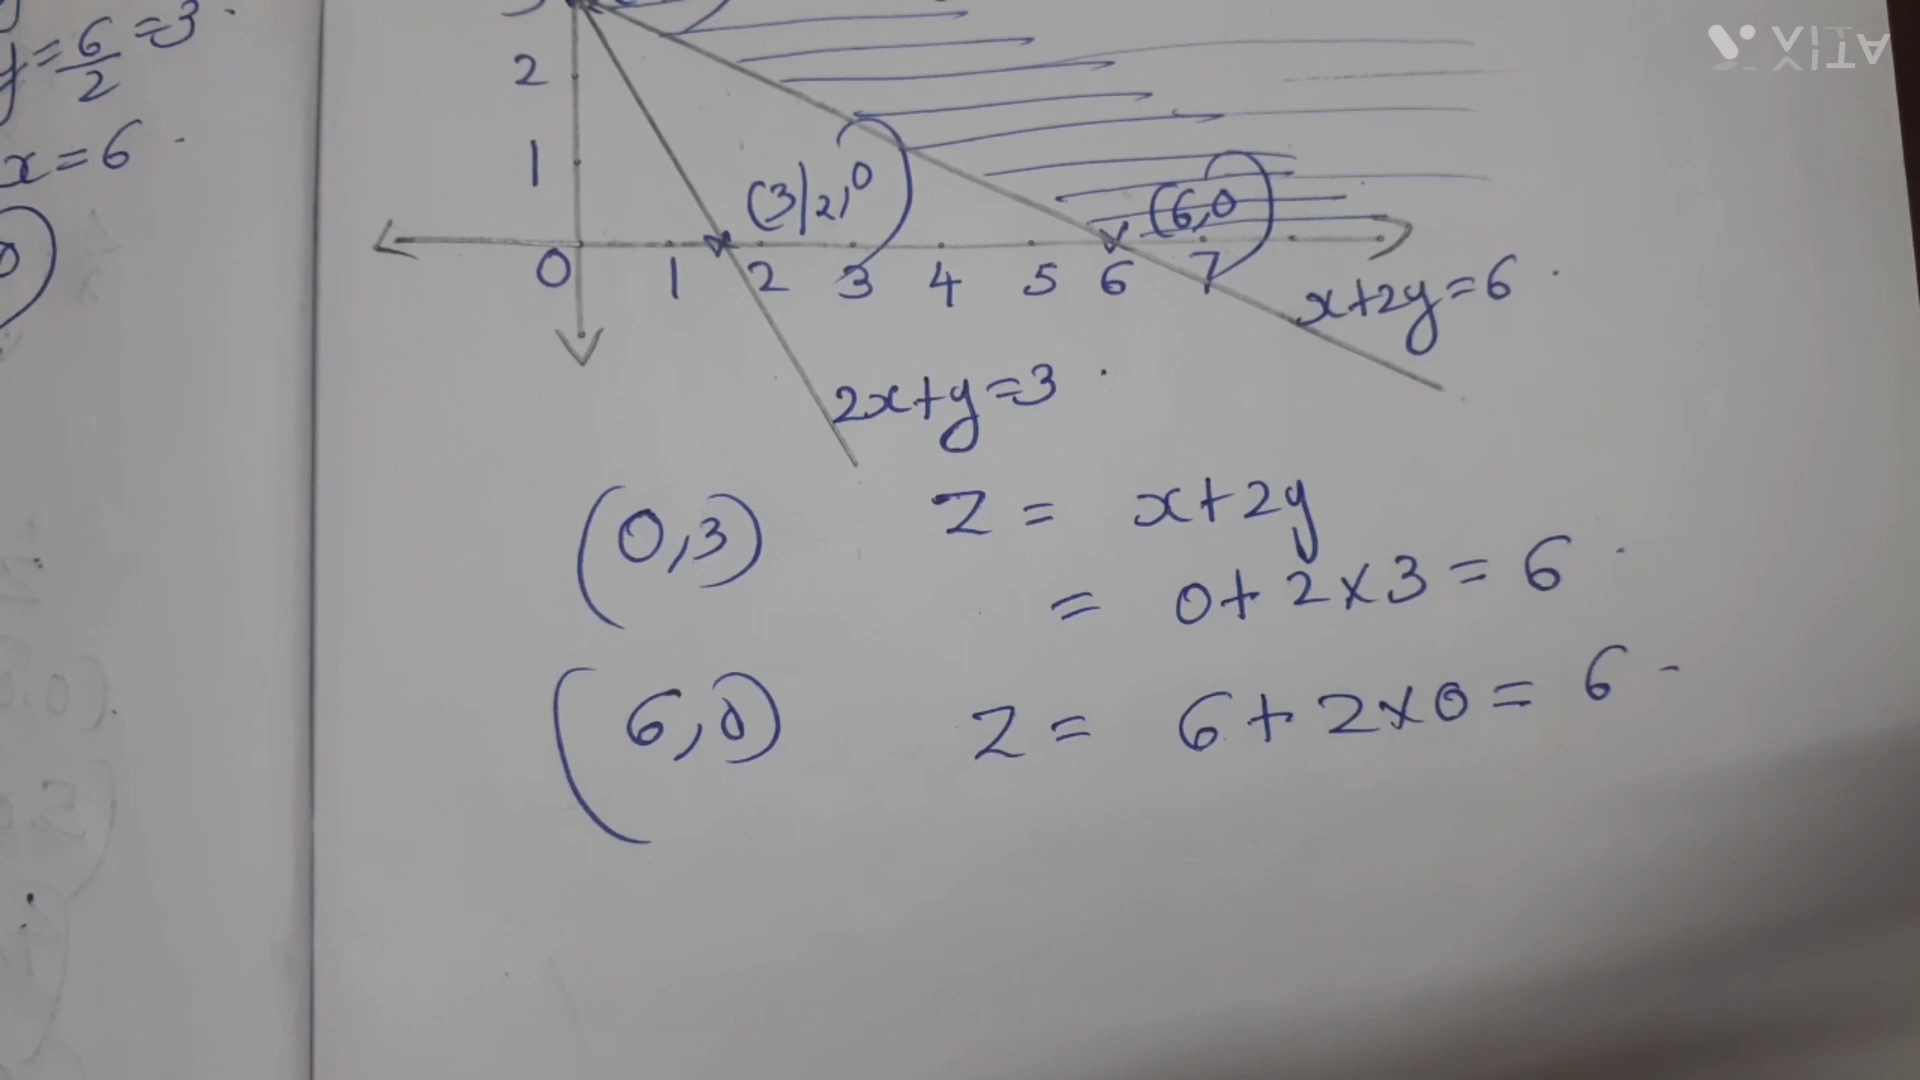 y = 6/2 = 3.
x = 6.
2
1
(3/2, 0)
(6,0)
0 1 2 3 4 5 6 7
x+2y=6.
2x+y=3.
(0,3) Z = x+2y
= 0+2×3=6.
(6,0) Z = 6+2×0=6-
VITA